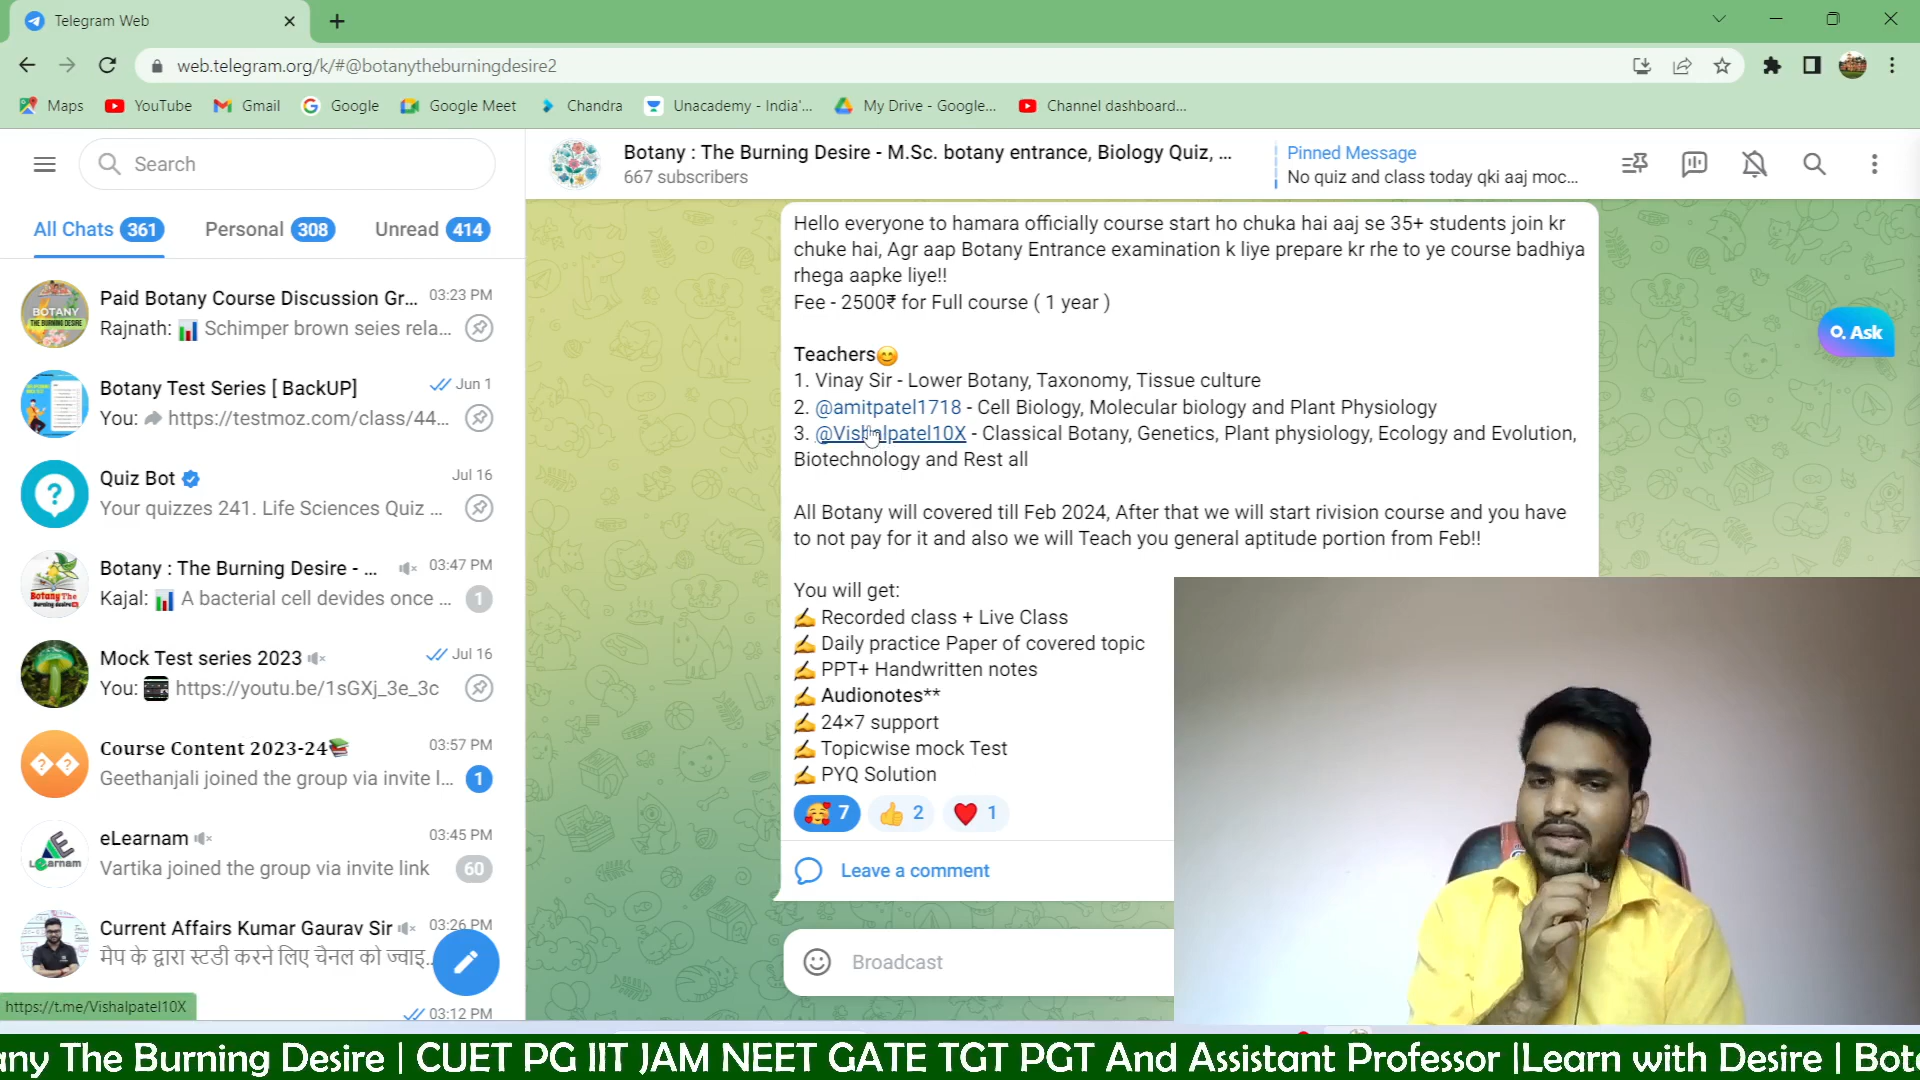 Telegram Web
web.telegram.org/k/#@botanytheburningdesire2
Maps YouTube Gmail Google Google Meet Chandra Unacademy - India'... My Drive - Google... Channel dashboard...
Search
All Chats 361 Personal 308 Unread 414
Paid Botany Course Discussion Gr... 03:23 PM
Rajnath: 📊 Schimper brown seies rela...
Botany Test Series [ BackUP] Jun 1
You: https://testmoz.com/class/44...
Quiz Bot Jul 16
Your quizzes 241. Life Sciences Quiz ...
Botany : The Burning Desire - ... 03:47 PM
Kajal: 📊 A bacterial cell devides once ... 1
Mock Test series 2023 Jul 16
You: https://youtu.be/1sGXj_3e_3c
Course Content 2023-24📚 03:57 PM
Geethanjali joined the group via invite l... 1
eLearnam 03:45 PM
Vartika joined the group via invite link 60
Current Affairs Kumar Gaurav Sir 03:26 PM
मैप के द्वारा स्टडी करने लिए चैनल को ज्वाइ...
03:12 PM
https://t.me/Vishalpatel10X
Botany : The Burning Desire - M.Sc. botany entrance, Biology Quiz, ...
667 subscribers
Pinned Message
No quiz and class today qki aaj moc...
Hello everyone to hamara officially course start ho chuka hai aaj se 35+ students join kr
chuke hai, Agr aap Botany Entrance examination k liye prepare kr rhe to ye course badhiya
rhega aapke liye!!
Fee - 2500₹ for Full course ( 1 year )
Teachers😊
1. Vinay Sir - Lower Botany, Taxonomy, Tissue culture
2. @amitpatel1718 - Cell Biology, Molecular biology and Plant Physiology
3. @Vishalpatel10X - Classical Botany, Genetics, Plant physiology, Ecology and Evolution,
Biotechnology and Rest all
All Botany will covered till Feb 2024, After that we will start rivision course and you have
to not pay for it and also we will Teach you general aptitude portion from Feb!!
You will get:
✍️ Recorded class + Live Class
✍️ Daily practice Paper of covered topic
✍️ PPT+ Handwritten notes
✍️ Audionotes**
✍️ 24×7 support
✍️ Topicwise mock Test
✍️ PYQ Solution
🥰 7 👍 2 ❤️ 1
Leave a comment
Broadcast
Ask
BOTANY
THE BURNING DESIRE
Botany The
Burning desire
any The Burning Desire | CUET PG IIT JAM NEET GATE TGT PGT And Assistant Professor |Learn with Desire | Bot